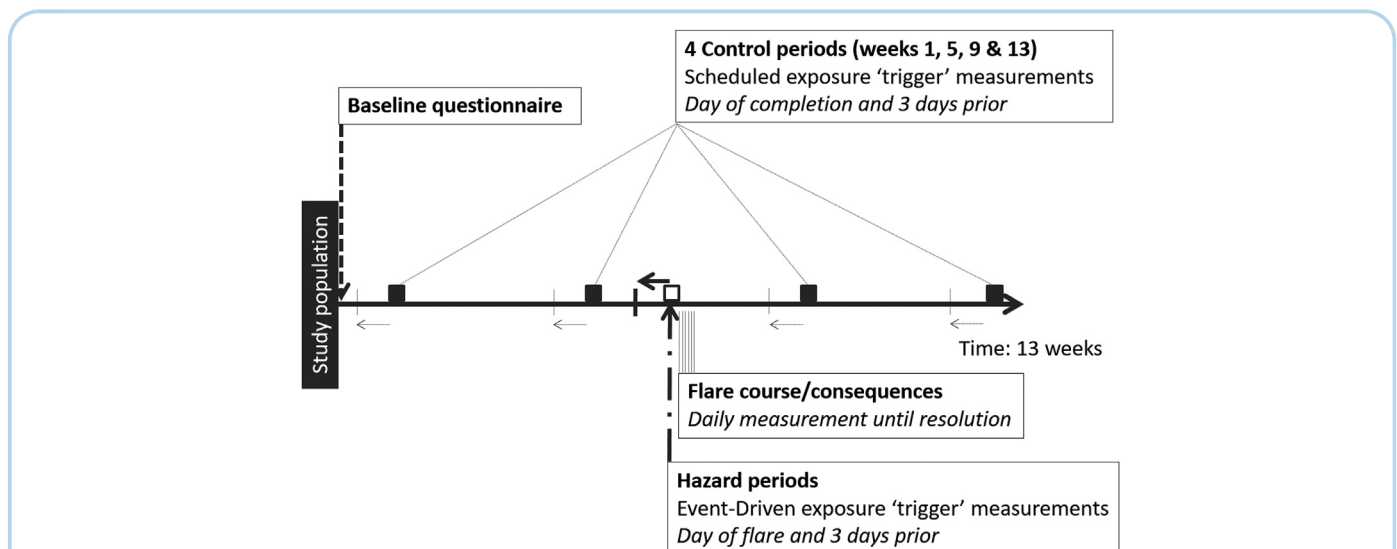 4 Control periods (weeks 1, 5, 9 & 13)
Scheduled exposure ‘trigger’ measurements
Day of completion and 3 days prior
Baseline questionnaire
Study population
Time: 13 weeks
Flare course/consequences
Daily measurement until resolution
Hazard periods
Event-Driven exposure ‘trigger’ measurements
Day of flare and 3 days prior